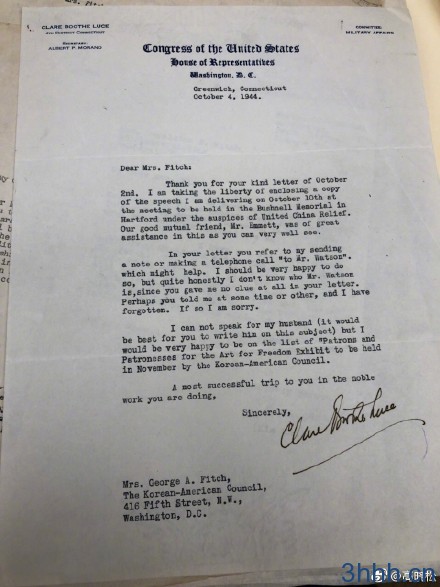 CLARE BOOTHE LUCE
4TH DISTRICT CONNECTICUT
SECRETARY:
ALBERT P. MORANO
COMMITTEE:
MILITARY AFFAIRS
Congress of the United States
House of Representatives
Washington, D. C.
Greenwich, Connecticut
October 4, 1944.
Dear Mrs. Fitch:
Thank you for your kind letter of October
2nd. I am taking the liberty of enclosing a copy
of the speech I am delivering on October 10th at
the meeting to be held in the Bushnell Memorial in
Hartford under the auspices of United China Relief.
Our good mutual friend, Mr. Emmett, was of great
assistance in this as you can very well see.
In your letter you refer to my sending
a note or making a telephone call "to Mr. Watson".
which might help. I should be very happy to do
so, but quite honestly I don't know who Mr. Watson
is,since you gave me no clue at all in your letter.
Perhaps you told me at some time or other, and I have
forgotten. If so I am sorry.
I can not speak for my husband (it would
be best for you to write him on this subject) but I
would be very happy to be on the list of "Patrons and
Patronesses for the Art for Freedom Exhibit to be held
in November by the Korean-American Council.
A most successful trip to you in the noble
work you are doing.
Sincerely,
Clare Boothe Luce
Mrs. George A. Fitch,
The Korean-American Council,
416 Fifth Street, N.W.,
Washington, D.C.
3hhh.cn